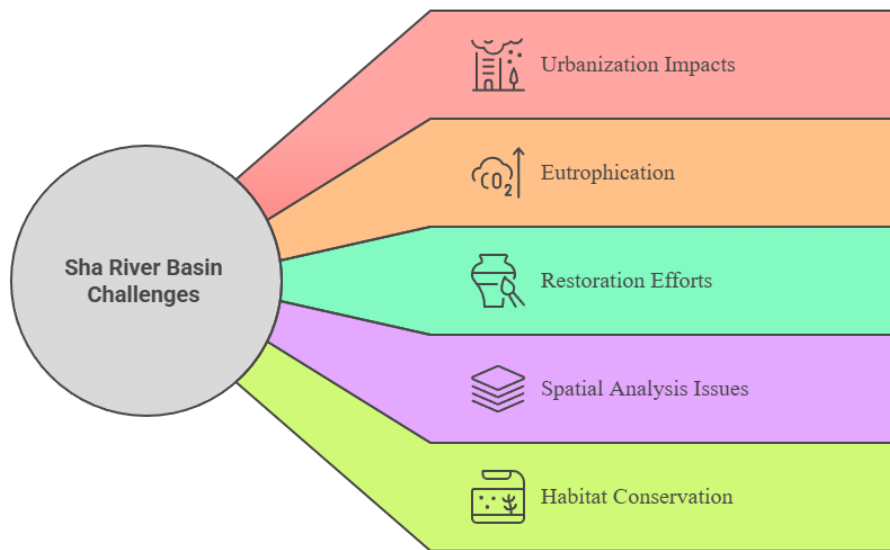 Sha River Basin
Challenges
Urbanization Impacts
CO2
Eutrophication
Restoration Efforts
Spatial Analysis Issues
Habitat Conservation